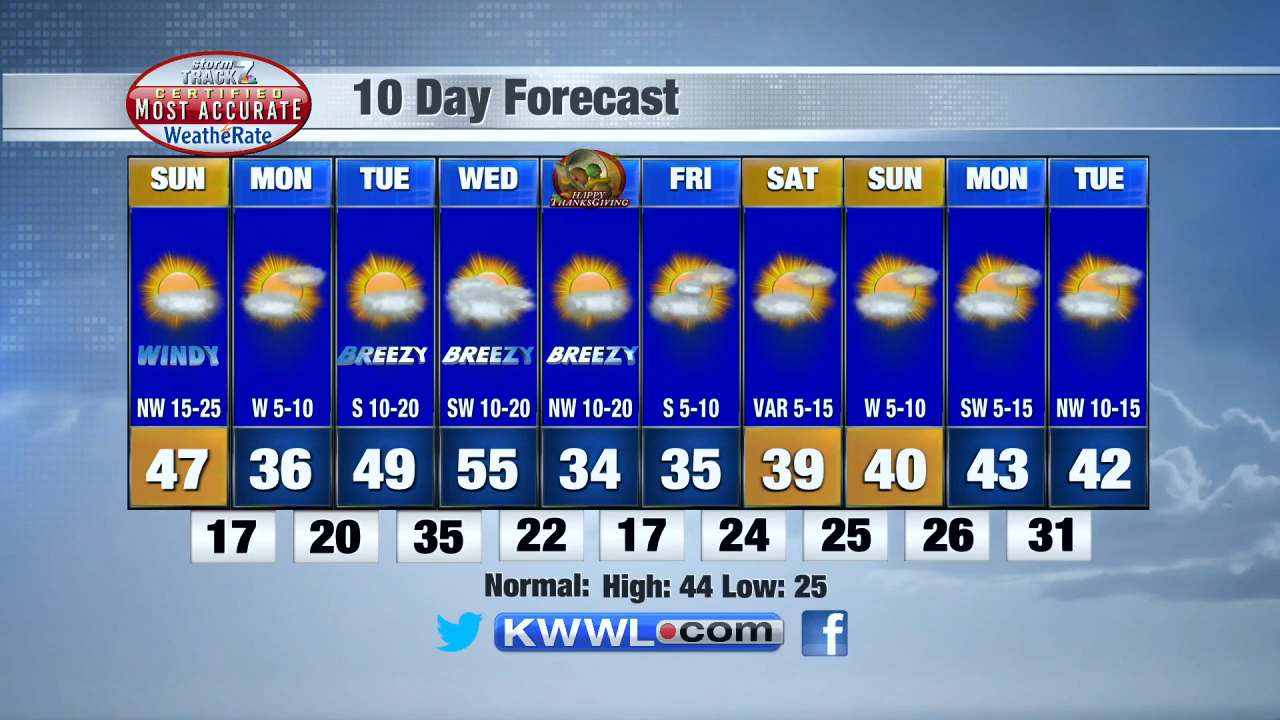 storm
TRACK 7
CERTIFIED
MOST ACCURATE
WeatheRate
10 Day Forecast
SUN MON TUE WED HAPPY THANKSGIVING FRI SAT SUN MON TUE
WINDY BREEZY BREEZY BREEZY
NW 15-25 W 5-10 S 10-20 SW 10-20 NW 10-20 S 5-10 VAR 5-15 W 5-10 SW 5-15 NW 10-15
47 36 49 55 34 35 39 40 43 42
17 20 35 22 17 24 25 26 31
Normal: High: 44 Low: 25
KWWL.com f